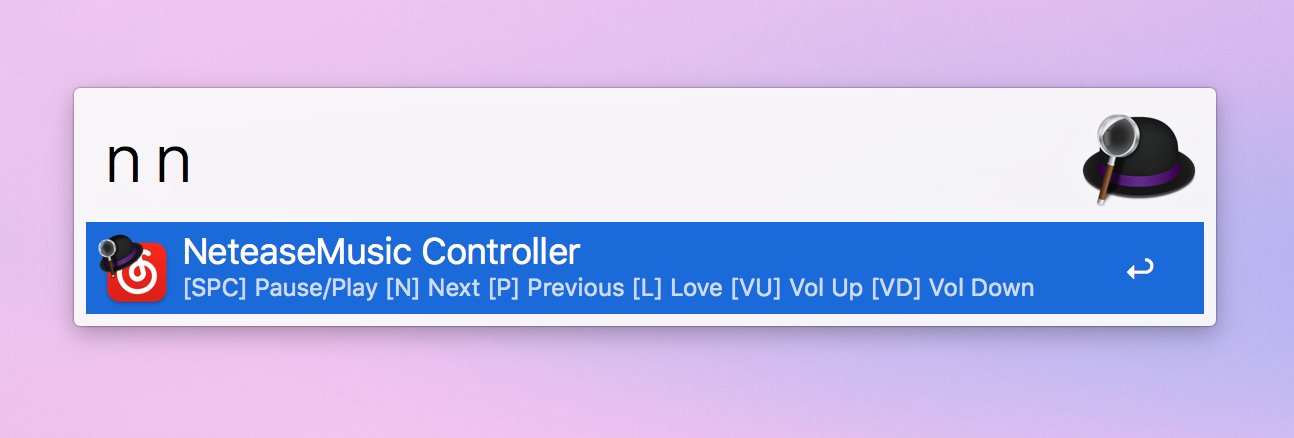 n n
NeteaseMusic Controller
[SPC] Pause/Play [N] Next [P] Previous [L] Love [VU] Vol Up [VD] Vol Down